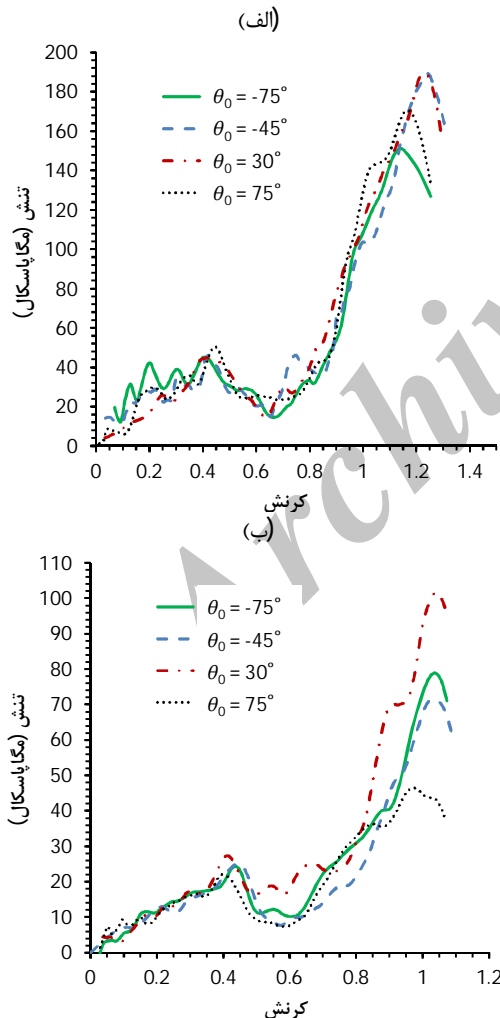 (الف)
200
180
160
140
120
100
80
60
40
20
0
θ0 = -75°
θ0 = -45°
θ0 = 30°
θ0 = 75°
تنش (مگاپاسکال)
0 0.2 0.4 0.6 0.8 1 1.2 1.4
کرنش
(ب)
110
100
90
80
70
60
50
40
30
20
10
0
θ0 = -75°
θ0 = -45°
θ0 = 30°
θ0 = 75°
تنش (مگاپاسکال)
0 0.2 0.4 0.6 0.8 1 1.2
کرنش
Archiv